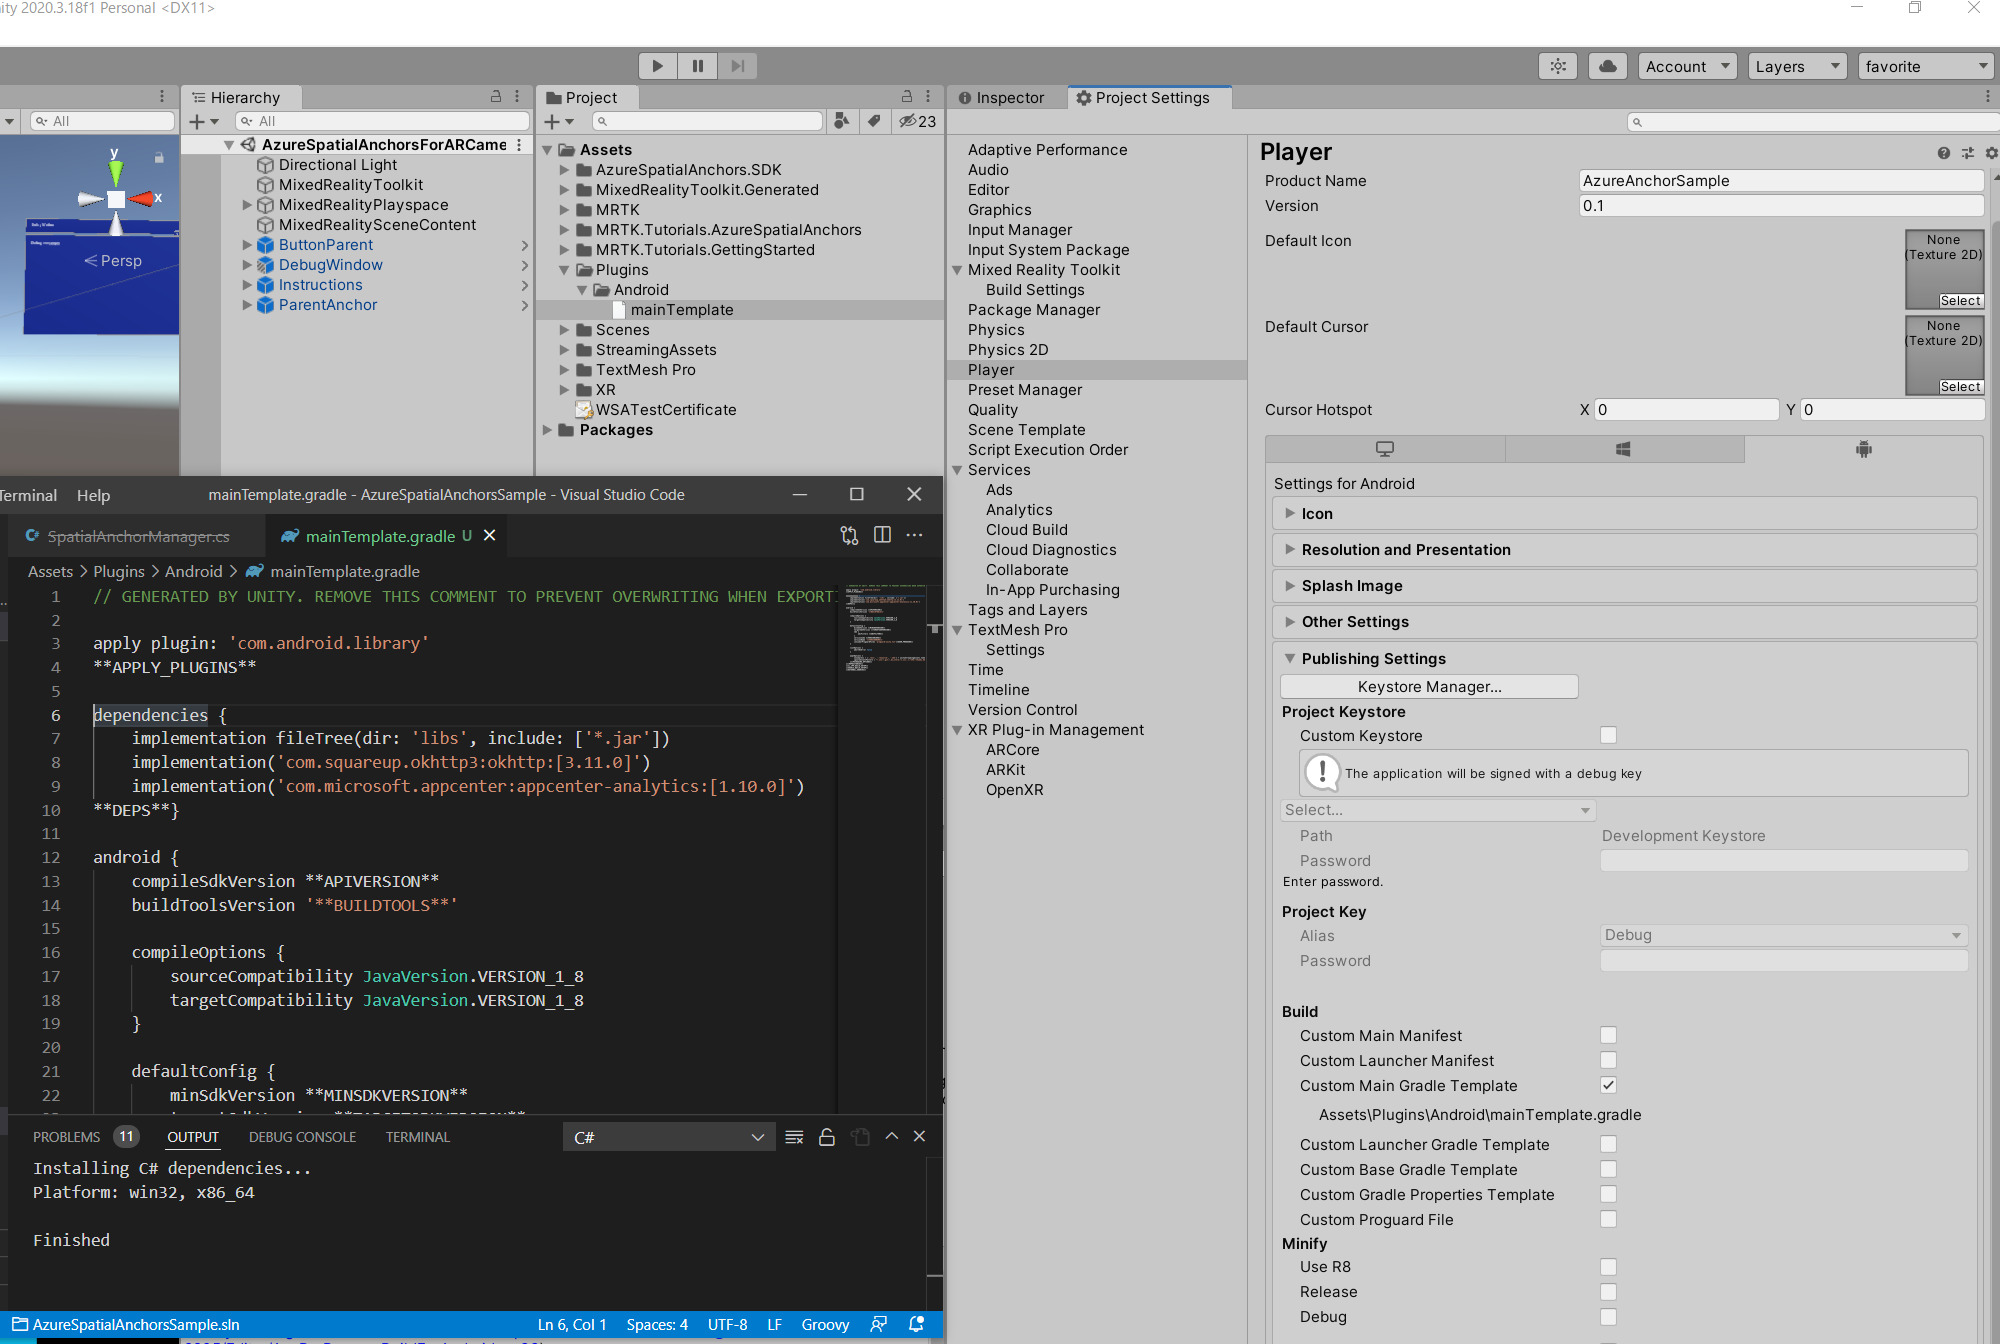 ity 2020.3.18f1 Personal <DX11>
Account
Layers
favorite
All
y
x
Persp
Hierarchy
All
AzureSpatialAnchorsForARCame
Directional Light
MixedRealityToolkit
MixedRealityPlayspace
MixedRealitySceneContent
ButtonParent
DebugWindow
Instructions
ParentAnchor
Project
23
Assets
AzureSpatialAnchors.SDK
MixedRealityToolkit.Generated
MRTK
MRTK.Tutorials.AzureSpatialAnchors
MRTK.Tutorials.GettingStarted
Plugins
Android
mainTemplate
Scenes
StreamingAssets
TextMesh Pro
XR
WSATestCertificate
Packages
Inspector
Project Settings
Adaptive Performance
Audio
Editor
Graphics
Input Manager
Input System Package
Mixed Reality Toolkit
Build Settings
Package Manager
Physics
Physics 2D
Player
Preset Manager
Quality
Scene Template
Script Execution Order
Services
Ads
Analytics
Cloud Build
Cloud Diagnostics
Collaborate
In-App Purchasing
Tags and Layers
TextMesh Pro
Settings
Time
Timeline
Version Control
XR Plug-in Management
ARCore
ARKit
OpenXR
Player
Product Name AzureAnchorSample
Version 0.1
Default Icon
None
(Texture 2D)
Select
Default Cursor
None
(Texture 2D)
Select
Cursor Hotspot X 0 Y 0
Settings for Android
Icon
Resolution and Presentation
Splash Image
Other Settings
Publishing Settings
Keystore Manager...
Project Keystore
Custom Keystore
The application will be signed with a debug key
Select...
Path Development Keystore
Password
Enter password.
Project Key
Alias Debug
Password
Build
Custom Main Manifest
Custom Launcher Manifest
Custom Main Gradle Template
Assets\Plugins\Android\mainTemplate.gradle
Custom Launcher Gradle Template
Custom Base Gradle Template
Custom Gradle Properties Template
Custom Proguard File
Minify
Use R8
Release
Debug
Terminal Help mainTemplate.gradle - AzureSpatialAnchorsSample - Visual Studio Code
C# SpatialAnchorManager.cs mainTemplate.gradle U
Assets > Plugins > Android > mainTemplate.gradle
1 // GENERATED BY UNITY. REMOVE THIS COMMENT TO PREVENT OVERWRITING WHEN EXPORTI
2
3 apply plugin: 'com.android.library'
4 **APPLY_PLUGINS**
5
6 dependencies {
7 implementation fileTree(dir: 'libs', include: ['*.jar'])
8 implementation('com.squareup.okhttp3:okhttp:[3.11.0]')
9 implementation('com.microsoft.appcenter:appcenter-analytics:[1.10.0]')
10 **DEPS**}
11
12 android {
13 compileSdkVersion **APIVERSION**
14 buildToolsVersion '**BUILDTOOLS**'
15
16 compileOptions {
17 sourceCompatibility JavaVersion.VERSION_1_8
18 targetCompatibility JavaVersion.VERSION_1_8
19 }
20
21 defaultConfig {
22 minSdkVersion **MINSDKVERSION**
PROBLEMS 11 OUTPUT DEBUG CONSOLE TERMINAL C#
Installing C# dependencies...
Platform: win32, x86_64
Finished
AzureSpatialAnchorsSample.sln Ln 6, Col 1 Spaces: 4 UTF-8 LF Groovy